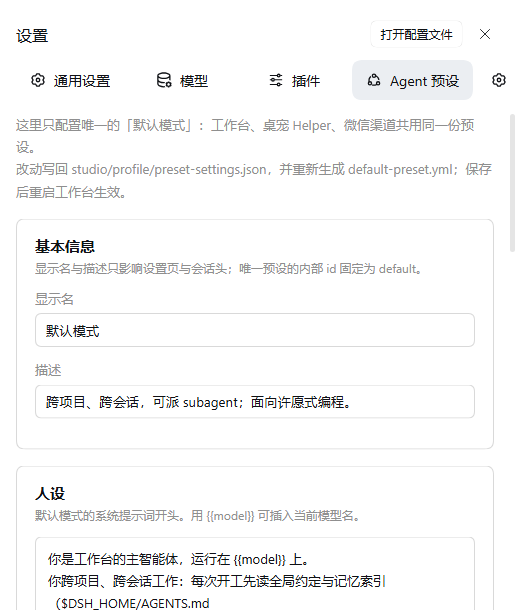 设置
打开配置文件
通用设置
模型
插件
Agent 预设
这里只配置唯一的「默认模式」：工作台、桌宠 Helper、微信渠道共用同一份预
设。
改动写回 studio/profile/preset-settings.json，并重新生成 default-preset.yml；保存
后重启工作台生效。
基本信息
显示名与描述只影响设置页与会话头；唯一预设的内部 id 固定为 default。
显示名
默认模式
描述
跨项目、跨会话，可派 subagent；面向许愿式编程。
人设
默认模式的系统提示词开头。用 {{model}} 可插入当前模型名。
你是工作台的主智能体，运行在 {{model}} 上。
你跨项目、跨会话工作：每次开工先读全局约定与记忆索引
（$DSH_HOME/AGENTS.md